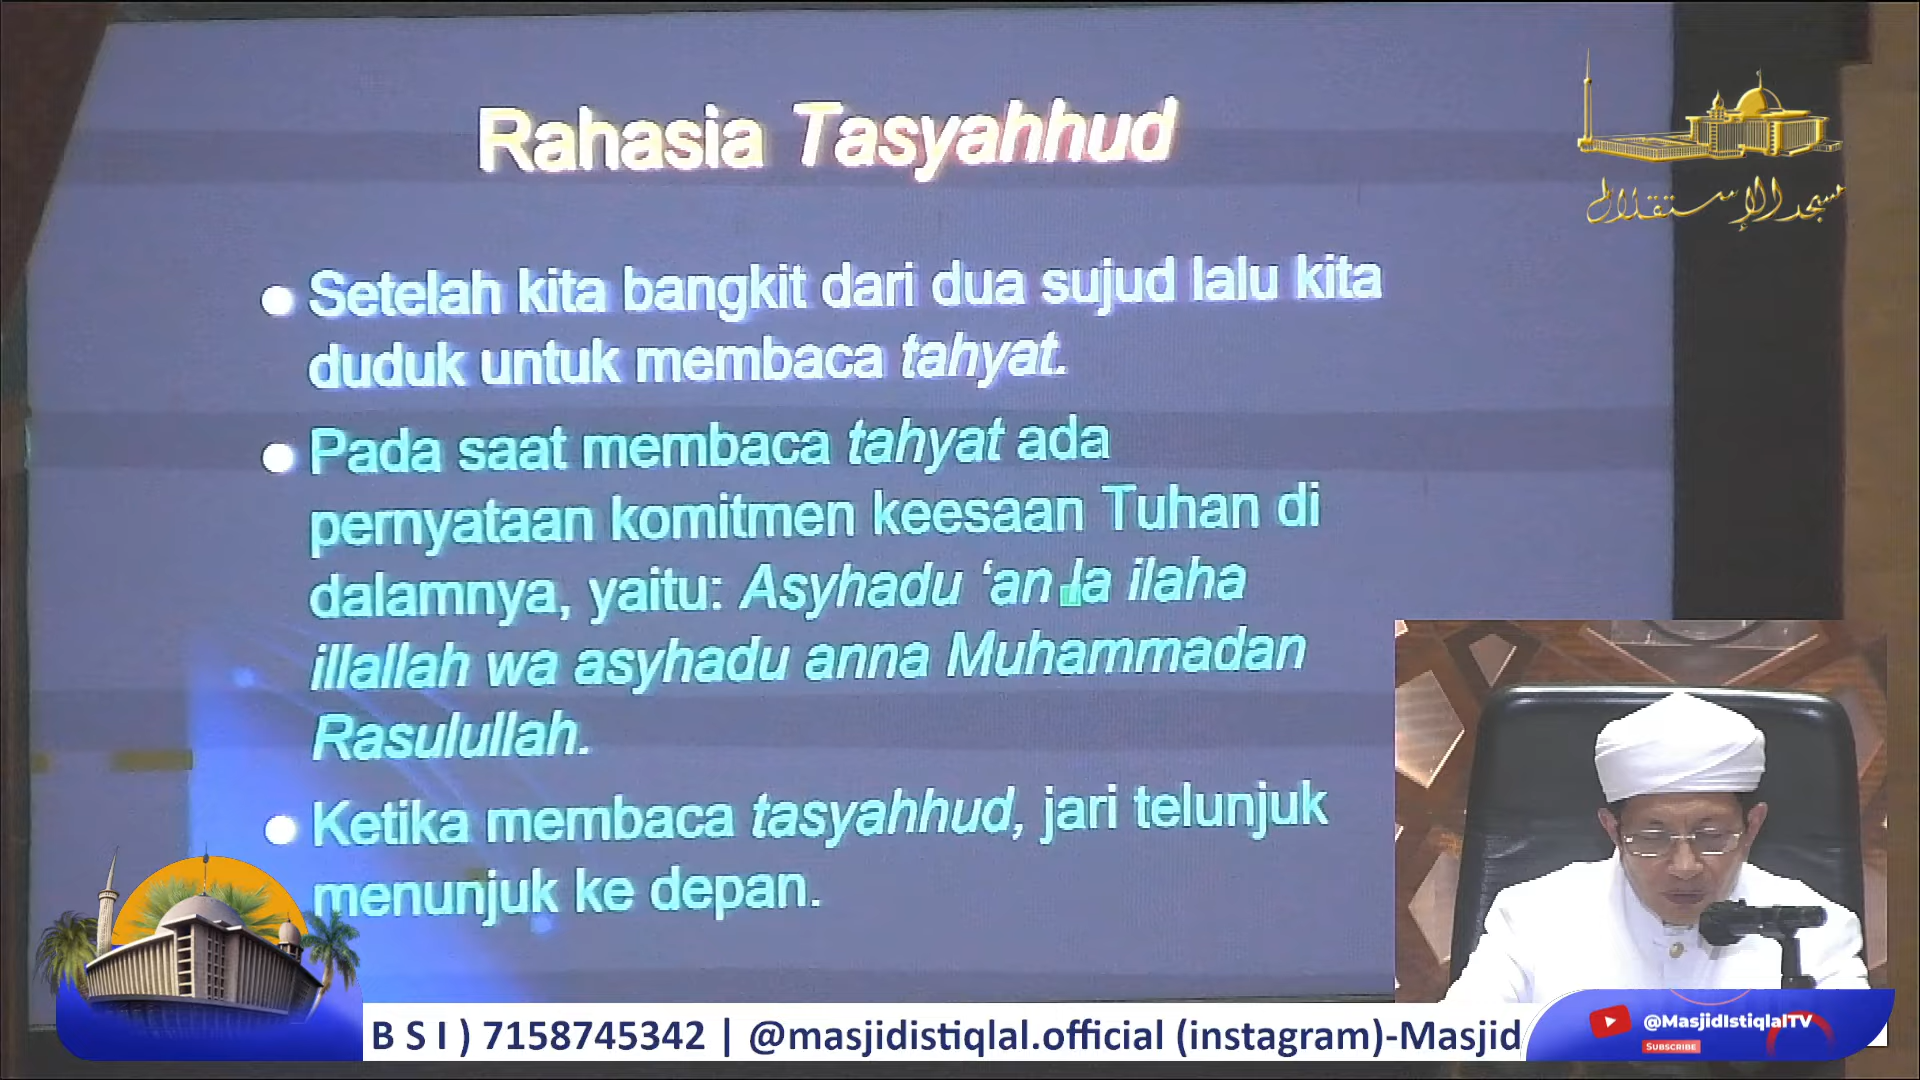 Rahasia Tasyahhud
مسجد الإستقلال
Setelah kita bangkit dari dua sujud lalu kita
duduk untuk membaca tahyat.
Pada saat membaca tahyat ada
pernyataan komitmen keesaan Tuhan di
dalamnya, yaitu: Asyhadu ‘an la ilaha
illallah wa asyhadu anna Muhammadan
Rasulullah.
Ketika membaca tasyahhud, jari telunjuk
menunjuk ke depan.
B S I ) 7158745342 | @masjidistiqlal.official (instagram)-Masjid
@MasjidIstiqlalTV
SUBSCRIBE